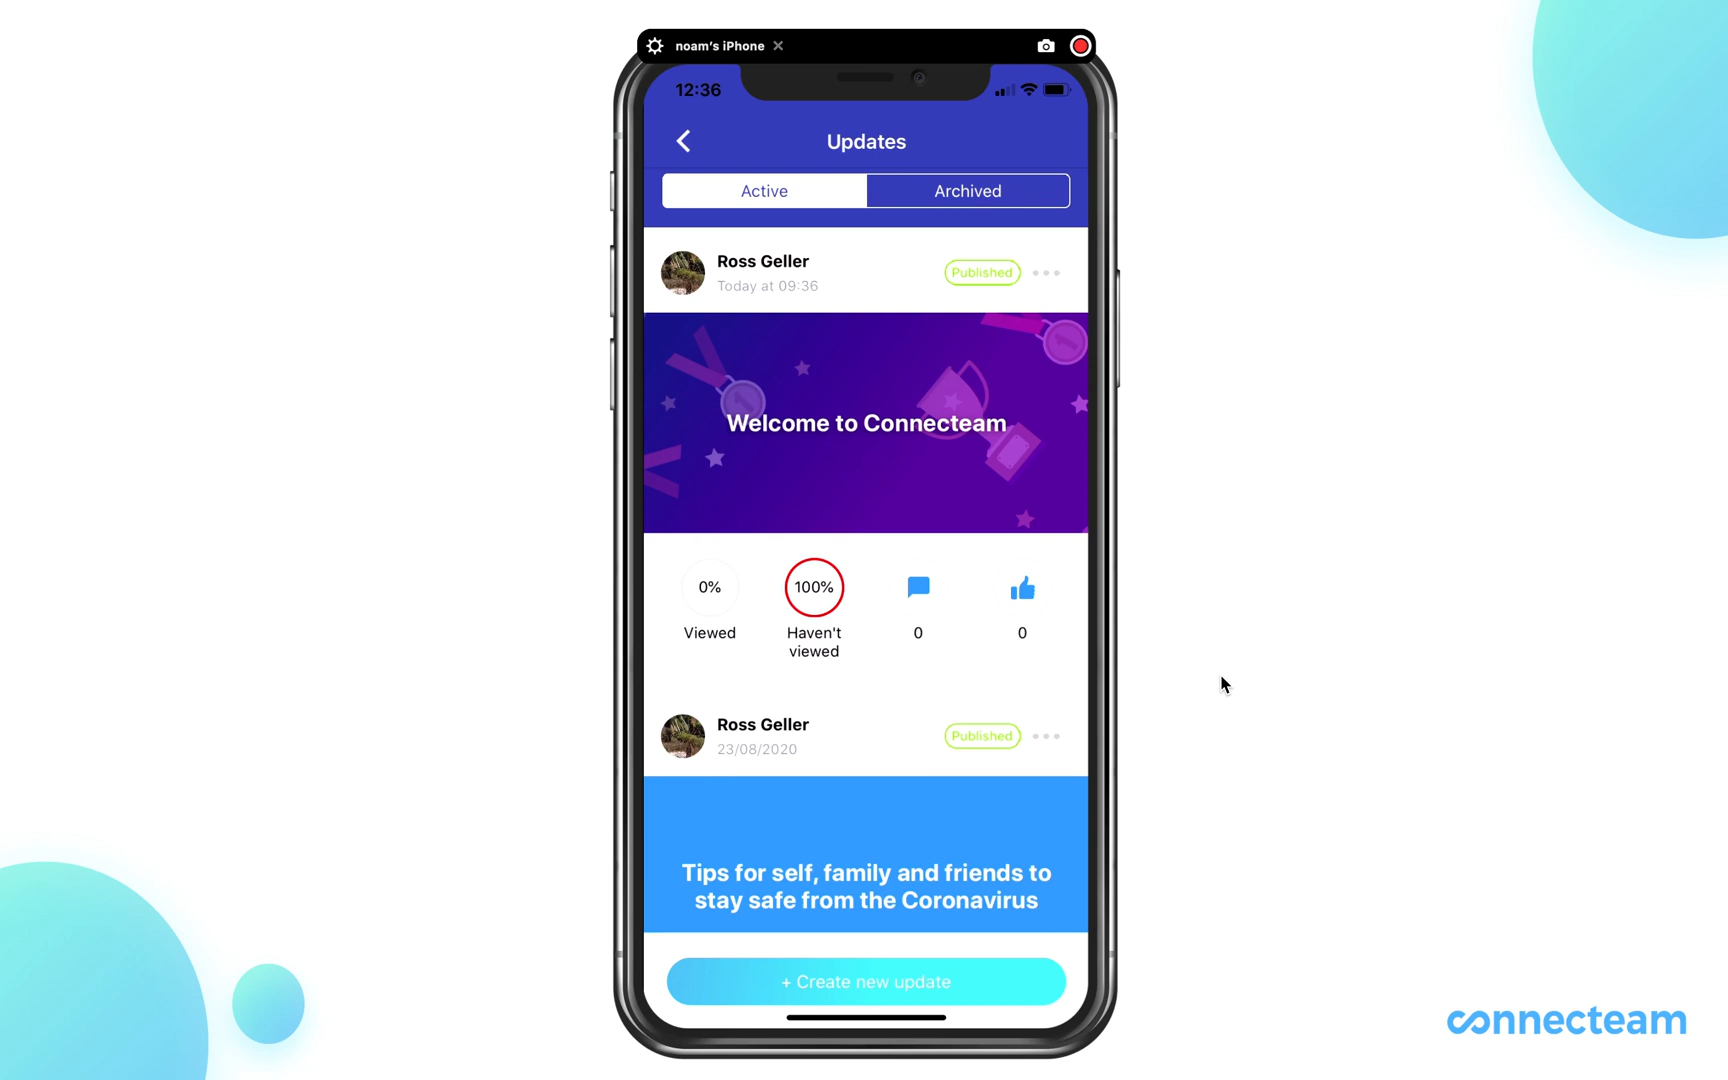 noam's iPhone
12:36
Updates
Active
Archived
Ross Geller
Today at 09:36
Published
Welcome to Connecteam
0%
Viewed
100%
Haven't
viewed
0
0
Ross Geller
23/08/2020
Published
Tips for self, family and friends to
stay safe from the Coronavirus
+ Create new update
connecteam